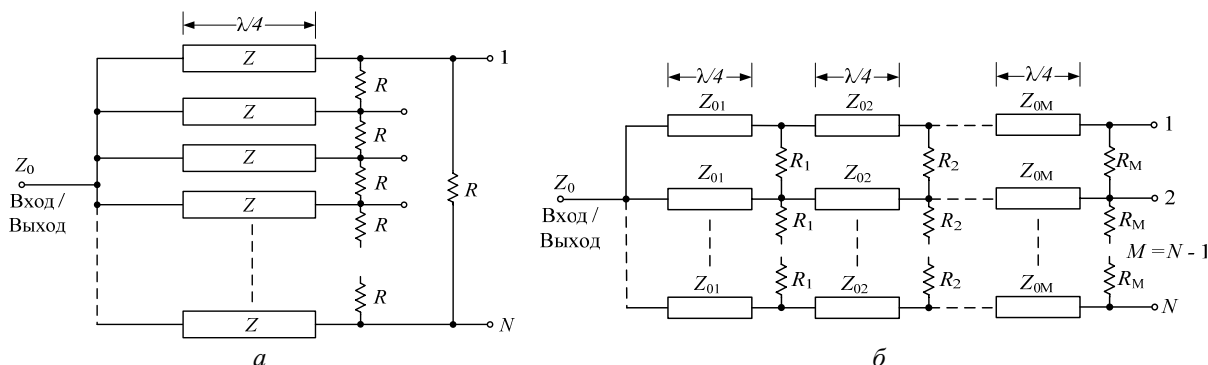 λ/4
Z
1
R
Z
R
Z
R
Z₀
Вход /
Выход
Z
R
R
R
Z
N
а
λ/4
λ/4
λ/4
Z₀₁
Z₀₂
Z₀M
1
R₁
R₂
RM
Z₀
Вход /
Выход
Z₀₁
Z₀₂
Z₀M
2
R₁
R₂
RM
M = N - 1
R₁
R₂
RM
Z₀₁
Z₀₂
Z₀M
N
б